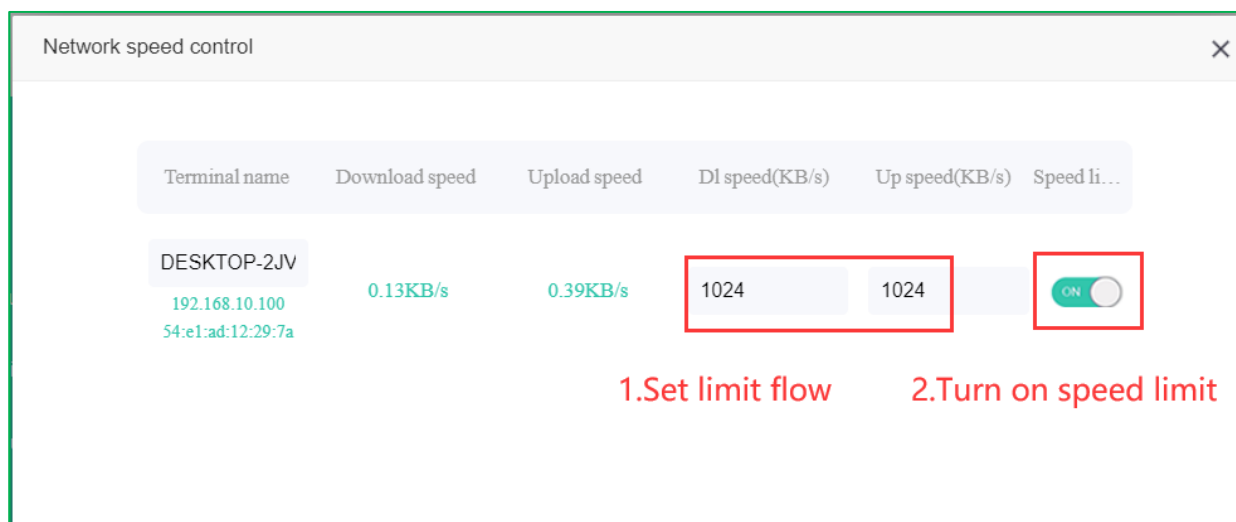 Network speed control
Terminal name Download speed Upload speed Dl speed(KB/s) Up speed(KB/s) Speed li...
DESKTOP-2JV
192.168.10.100
54:e1:ad:12:29:7a
0.13KB/s 0.39KB/s 1024 1024 ON
1.Set limit flow 2.Turn on speed limit